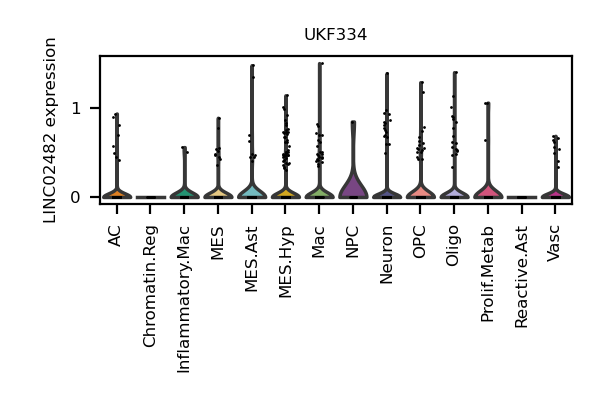 UKF334
LINC02482 expression
1
0
AC
Chromatin.Reg
Inflammatory.Mac
MES
MES.Ast
MES.Hyp
Mac
NPC
Neuron
OPC
Oligo
Prolif.Metab
Reactive.Ast
Vasc